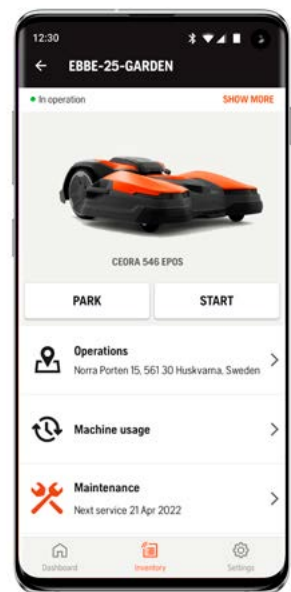 12:30
EBBE-25-GARDEN
In operation SHOW MORE
CEORA 546 EPOS
PARK START
Operations
Norra Porten 15, 561 30 Huskvarna, Sweden
Machine usage
Maintenance
Next service 21 Apr 2022
Dashboard Inventory Settings